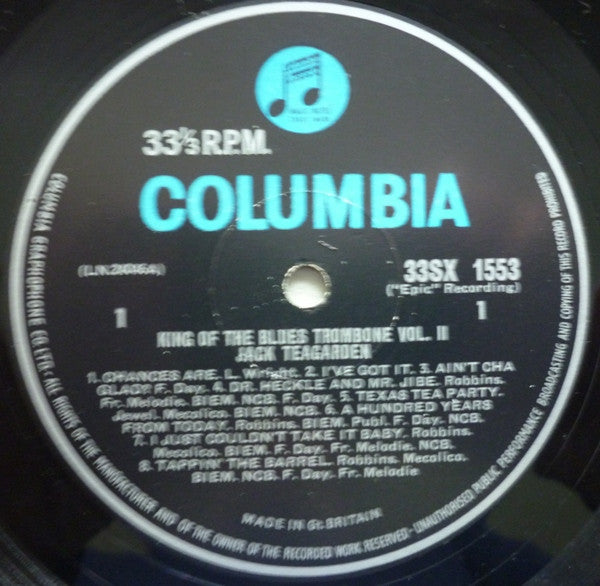 33⅓ R.P.M.
COLUMBIA
33SX 1553
("Epic" Recording)
1
1
KING OF THE BLUES TROMBONE VOL. II
JACK TEAGARDEN
1. CHANCES ARE. L. Wright. 2. I'VE GOT IT. 3. AIN'T CHA
GLAD? F. Day. 4. DR. HECKLE AND MR. JIBE. Robbins.
Fr. Melodie. BIEM. NCB. F. Day. 5. TEXAS TEA PARTY.
Jewel. Mecolico. BIEM. NCB. 6. A HUNDRED YEARS
FROM TODAY. Robbins. BIEM. Publ. F. Day. NCB.
7. I JUST COULDN'T TAKE IT BABY. Robbins.
Mecolico. BIEM. F. Day. Fr. Melodie. NCB.
8. TAPPIN' THE BARREL. Robbins. Mecolico.
BIEM. NCB. F. Day. Fr. Melodie
MADE IN Gt. BRITAIN
COLUMBIA GRAPHOPHONE CO. LTD. · ALL RIGHTS OF THE MANUFACTURER AND OF THE OWNER OF THE RECORDED WORK RESERVED · UNAUTHORISED PUBLIC PERFORMANCE BROADCASTING AND COPYING OF THIS RECORD PROHIBITED